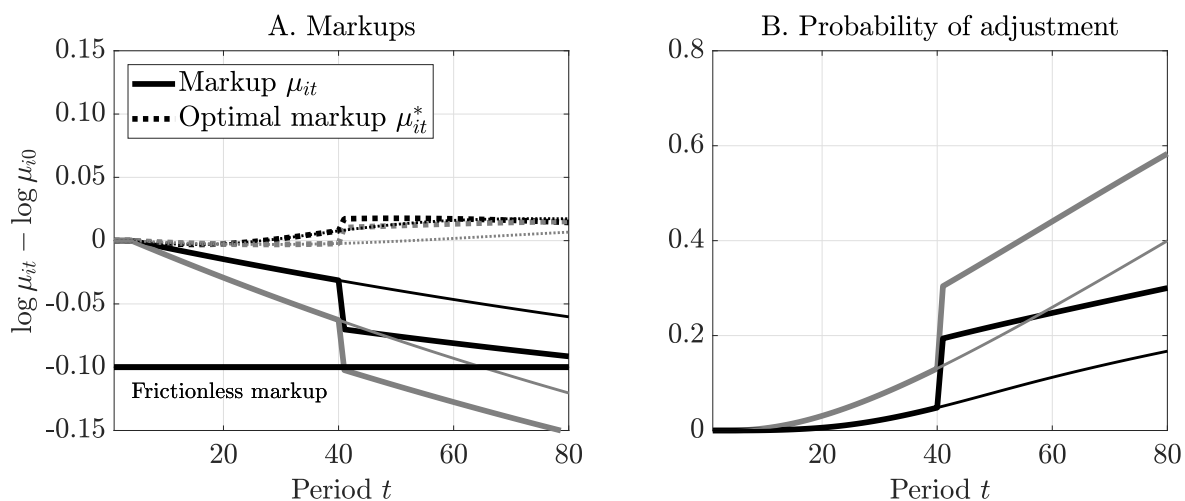 A. Markups
0.15
0.10
0.05
0
-0.05
-0.10
-0.15
log μit − log μi0
Markup μit
Optimal markup μ*it
Frictionless markup
20
40
60
80
Period t
B. Probability of adjustment
0.8
0.6
0.4
0.2
0
20
40
60
80
Period t